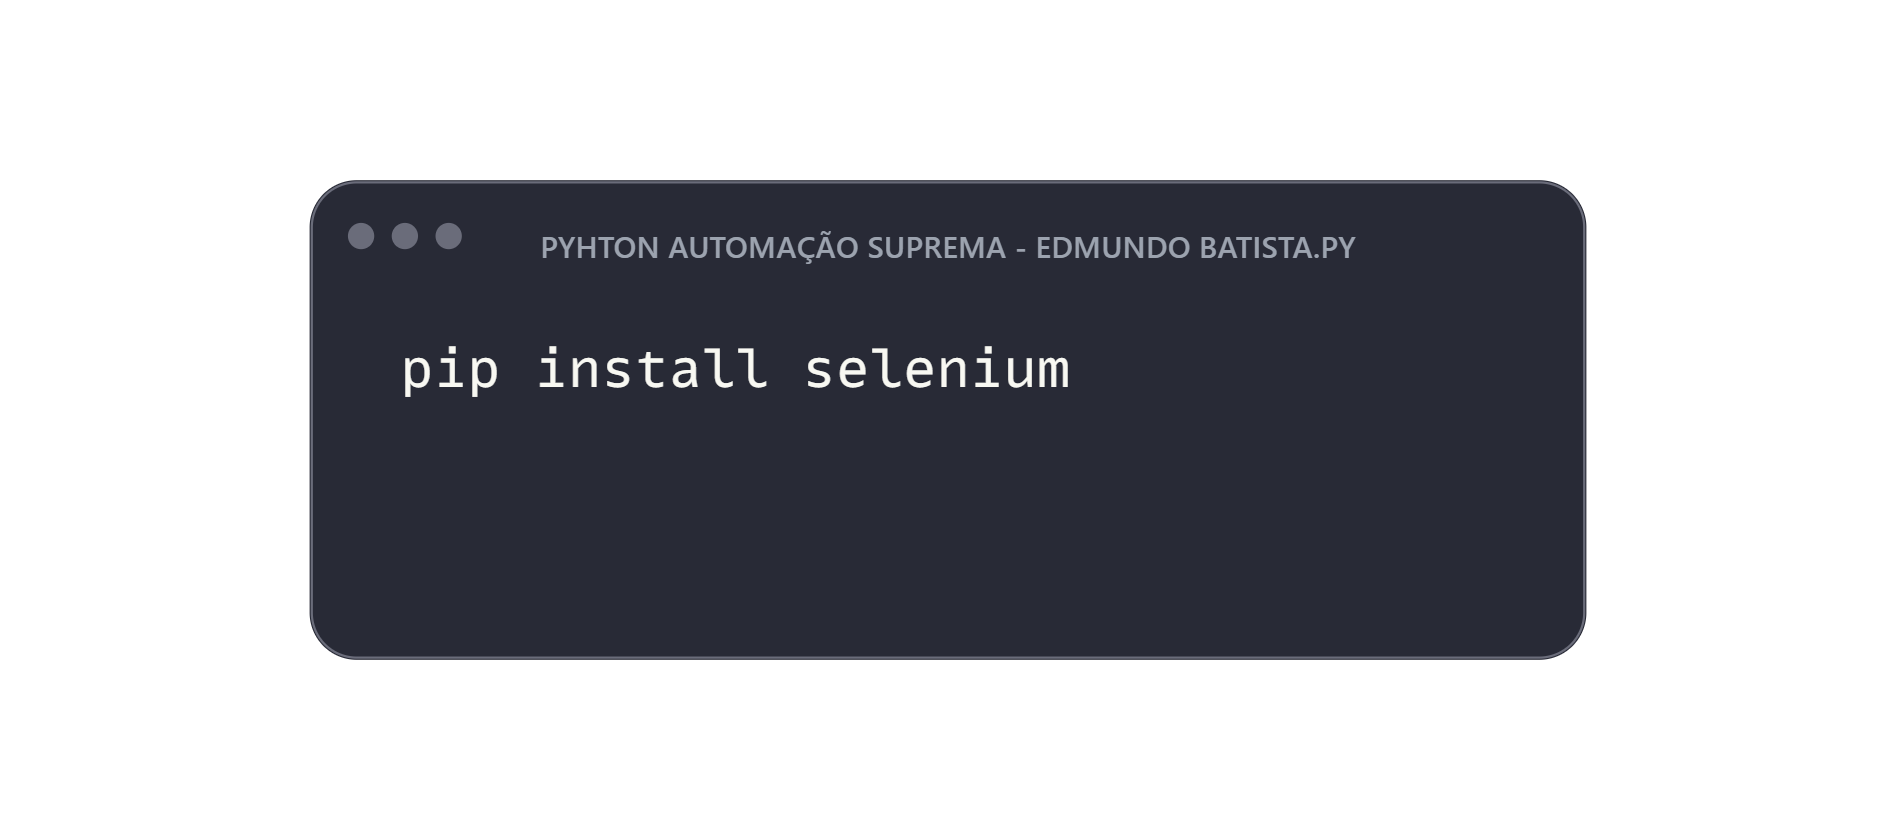 PYHTON AUTOMAÇÃO SUPREMA - EDMUNDO BATISTA.PY
pip install selenium